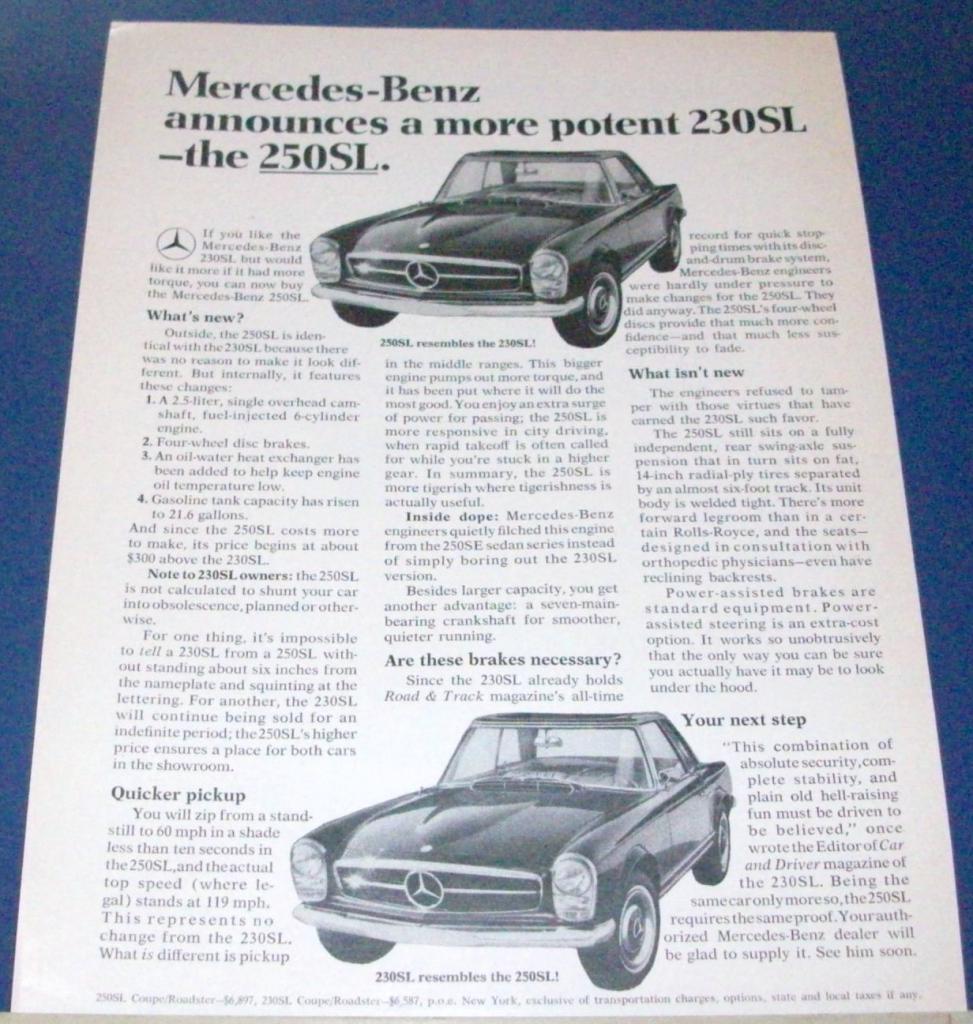 Mercedes-Benz
announces a more potent 230SL
–the 250SL.
If you like the
Mercedes-Benz
230SL but would
like it more if it had more
torque, you can now buy
the Mercedes-Benz 250SL.
What's new?
Outside, the 250SL is iden-
tical with the 230SL because there
was no reason to make it look dif-
ferent. But internally, it features
these changes:
1. A 2.5-liter, single overhead cam-
shaft, fuel-injected 6-cylinder
engine.
2. Four-wheel disc brakes.
3. An oil-water heat exchanger has
been added to help keep engine
oil temperature low.
4. Gasoline tank capacity has risen
to 21.6 gallons.
And since the 250SL costs more
to make, its price begins at about
$300 above the 230SL.
Note to 230SL owners: the 250SL
is not calculated to shunt your car
into obsolescence, planned or other-
wise.
For one thing, it's impossible
to tell a 230SL from a 250SL with-
out standing about six inches from
the nameplate and squinting at the
lettering. For another, the 230SL
will continue being sold for an
indefinite period; the 250SL's higher
price ensures a place for both cars
in the showroom.
Quicker pickup
You will zip from a stand-
still to 60 mph in a shade
less than ten seconds in
the 250SL, and the actual
top speed (where le-
gal) stands at 119 mph.
This represents no
change from the 230SL.
What is different is pickup
250SL resembles the 230SL!
in the middle ranges. This bigger
engine pumps out more torque, and
it has been put where it will do the
most good. You enjoy an extra surge
of power for passing; the 250SL is
more responsive in city driving,
when rapid takeoff is often called
for while you're stuck in a higher
gear. In summary, the 250SL is
more tigerish where tigerishness is
actually useful.
Inside dope: Mercedes-Benz
engineers quietly filched this engine
from the 250SE sedan series instead
of simply boring out the 230SL
version.
Besides larger capacity, you get
another advantage: a seven-main-
bearing crankshaft for smoother,
quieter running.
Are these brakes necessary?
Since the 230SL already holds
Road & Track magazine's all-time
record for quick stop-
ping times with its disc-
and-drum brake system,
Mercedes-Benz engineers
were hardly under pressure to
make changes for the 250SL. They
did anyway. The 250SL's four-wheel
discs provide that much more con-
fidence—and that much less sus-
ceptibility to fade.
What isn't new
The engineers refused to tam-
per with those virtues that have
earned the 230SL such favor.
The 250SL still sits on a fully
independent, rear swing-axle sus-
pension that in turn sits on fat,
14-inch radial-ply tires separated
by an almost six-foot track. Its unit
body is welded tight. There's more
forward legroom than in a cer-
tain Rolls-Royce, and the seats—
designed in consultation with
orthopedic physicians—even have
reclining backrests.
Power-assisted brakes are
standard equipment. Power-
assisted steering is an extra-cost
option. It works so unobtrusively
that the only way you can be sure
you actually have it may be to look
under the hood.
Your next step
"This combination of
absolute security, com-
plete stability, and
plain old hell-raising
fun must be driven to
be believed," once
wrote the Editor of Car
and Driver magazine of
the 230SL. Being the
same car only more so, the 250SL
requires the same proof. Your auth-
orized Mercedes-Benz dealer will
be glad to supply it. See him soon.
230SL resembles the 250SL!
250SL Coupe/Roadster—$6,897, 230SL Coupe/Roadster—$6,587, p.o.e. New York, exclusive of transportation charges, options, state and local taxes if any.